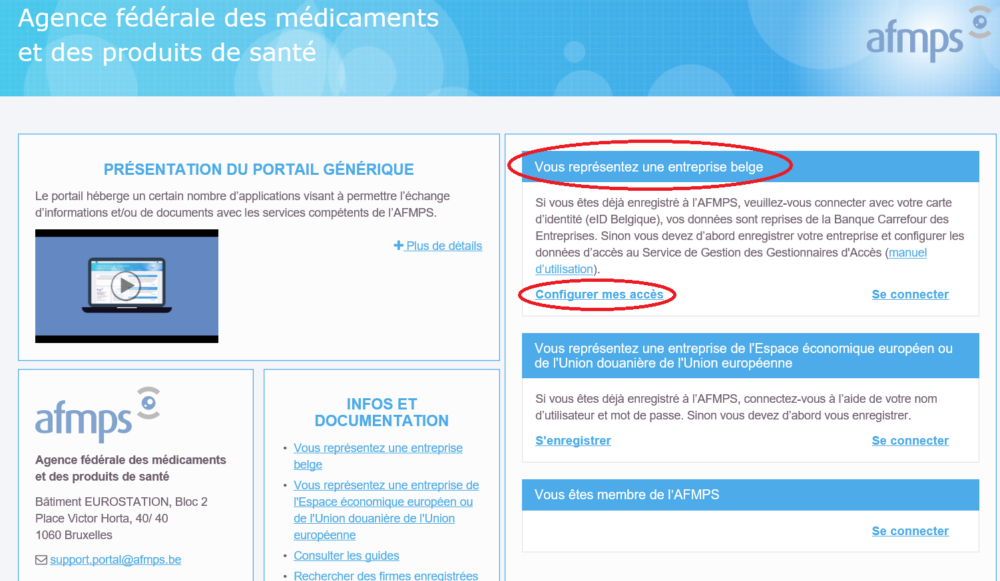 Agence fédérale des médicaments
et des produits de santé
afmps
PRÉSENTATION DU PORTAIL GÉNÉRIQUE
Le portail héberge un certain nombre d’applications visant à permettre l’échange
d’informations et/ou de documents avec les services compétents de l’AFMPS.
+ Plus de détails
afmps
Agence fédérale des médicaments
et des produits de santé
Bâtiment EUROSTATION, Bloc 2
Place Victor Horta, 40/ 40
1060 Bruxelles
support.portal@afmps.be
INFOS ET
DOCUMENTATION
• Vous représentez une entreprise
belge
• Vous représentez une entreprise de
l'Espace économique européen ou
de l'Union douanière de l'Union
européenne
• Consulter les guides
• Rechercher des firmes enregistrées
Vous représentez une entreprise belge
Si vous êtes déjà enregistré à l’AFMPS, veuillez-vous connecter avec votre carte
d’identité (eID Belgique), vos données sont reprises de la Banque Carrefour des
Entreprises. Sinon vous devez d’abord enregistrer votre entreprise et configurer les
données d’accès au Service de Gestion des Gestionnaires d'Accès (manuel
d’utilisation).
Configurer mes accès Se connecter
Vous représentez une entreprise de l'Espace économique européen ou
de l'Union douanière de l'Union européenne
Si vous êtes déjà enregistré à l’AFMPS, connectez-vous à l’aide de votre nom
d’utilisateur et mot de passe. Sinon vous devez d’abord vous enregistrer.
S'enregistrer Se connecter
Vous êtes membre de l'AFMPS
Se connecter